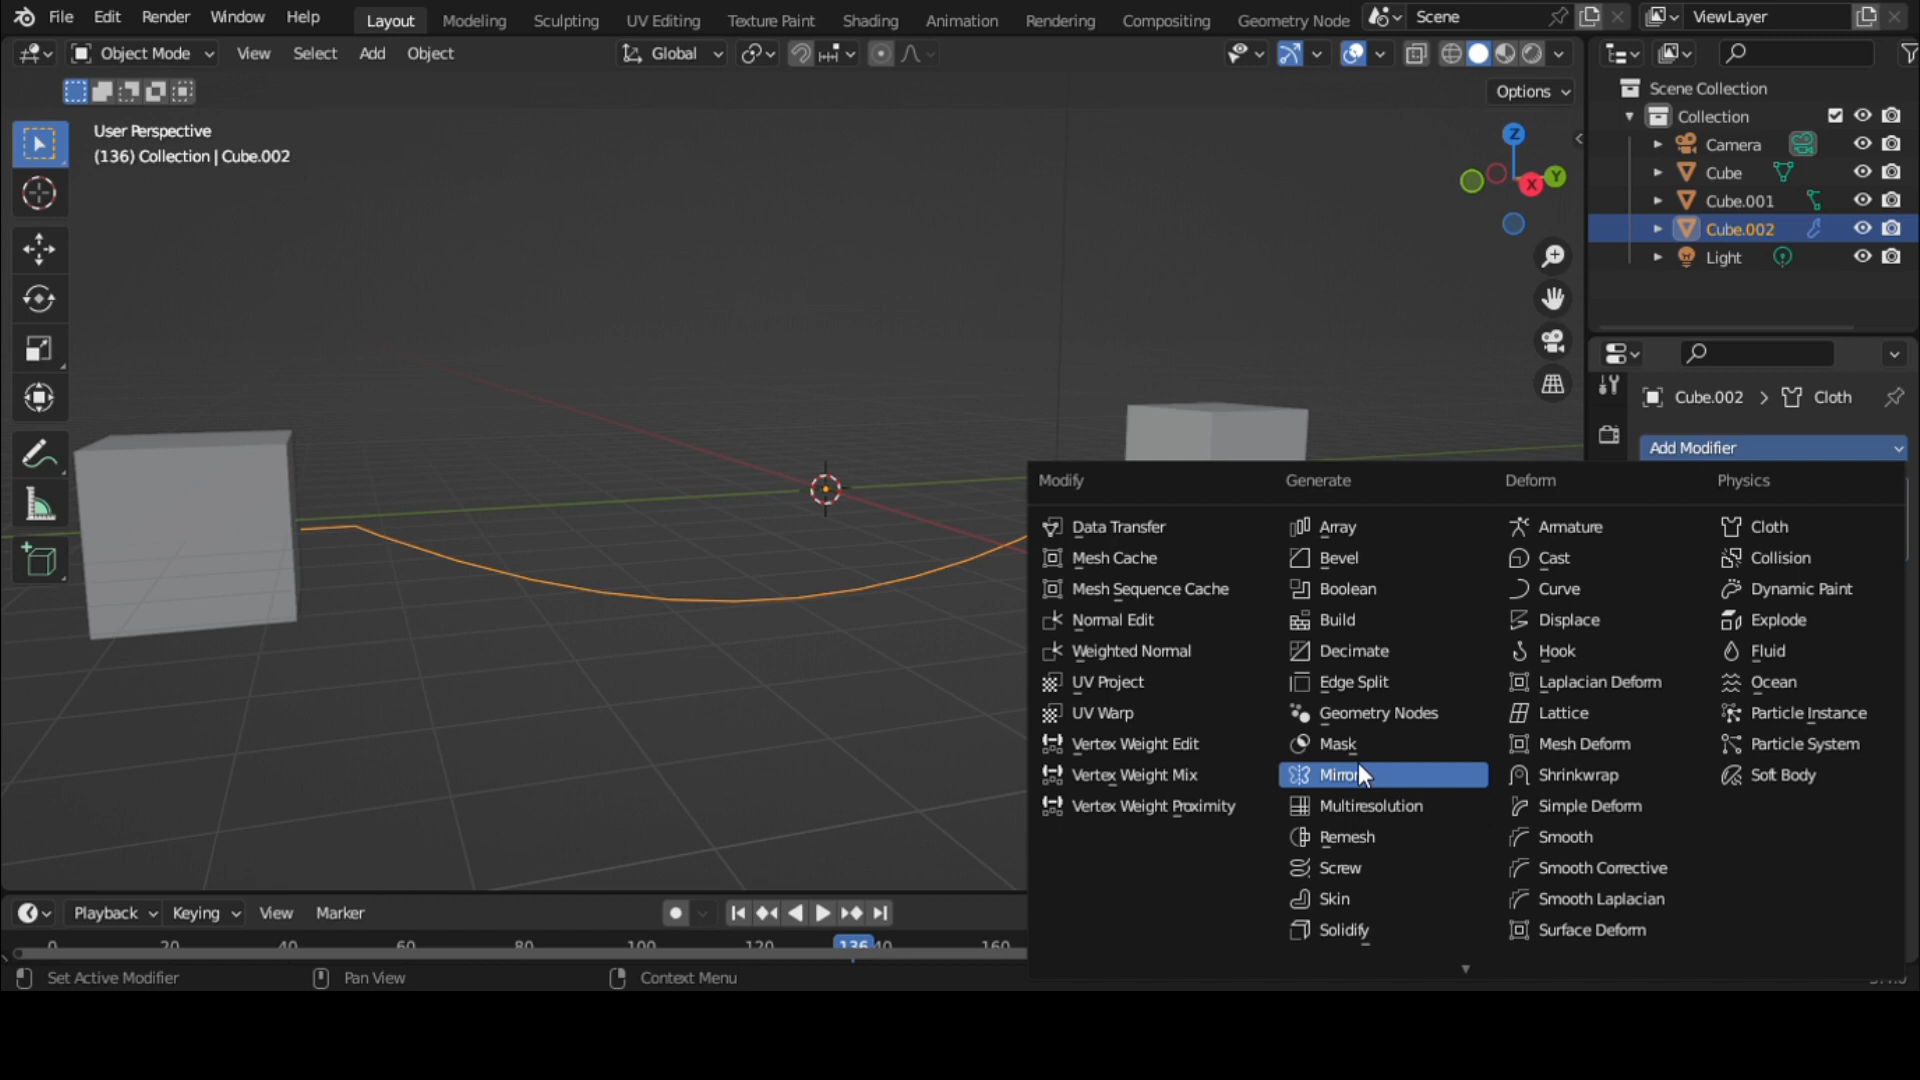 File Edit Render Window Help Layout Modeling Sculpting UV Editing Texture Paint Shading Animation Rendering Compositing Geometry Node Scene ViewLayer
Object Mode View Select Add Object Global
Options
User Perspective
(136) Collection | Cube.002
Z
X
Y
Scene Collection
Collection
Camera
Cube
Cube.001
Cube.002
Light
Cube.002 > Cloth
Add Modifier
Modify
Data Transfer
Mesh Cache
Mesh Sequence Cache
Normal Edit
Weighted Normal
UV Project
UV Warp
Vertex Weight Edit
Vertex Weight Mix
Vertex Weight Proximity
Generate
Array
Bevel
Boolean
Build
Decimate
Edge Split
Geometry Nodes
Mask
Mirror
Multiresolution
Remesh
Screw
Skin
Solidify
Deform
Armature
Cast
Curve
Displace
Hook
Laplacian Deform
Lattice
Mesh Deform
Shrinkwrap
Simple Deform
Smooth
Smooth Corrective
Smooth Laplacian
Surface Deform
Physics
Cloth
Collision
Dynamic Paint
Explode
Fluid
Ocean
Particle Instance
Particle System
Soft Body
Playback Keying View Marker
0 20 40 60 80 100 120 136 160
Set Active Modifier Pan View Context Menu